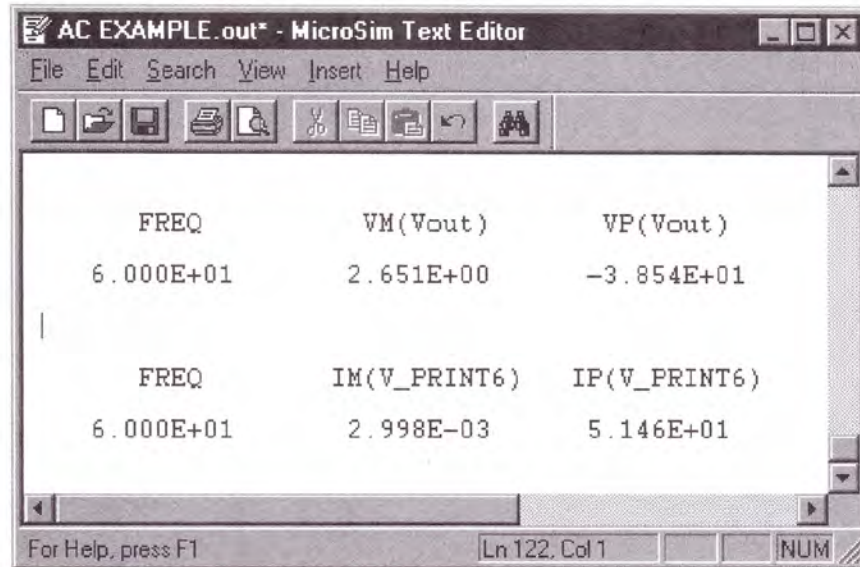 AC EXAMPLE.out* - MicroSim Text Editor
File Edit Search View Insert Help
FREQ VM(Vout) VP(Vout)
6.000E+01 2.651E+00 -3.854E+01
FREQ IM(V_PRINT6) IP(V_PRINT6)
6.000E+01 2.998E-03 5.146E+01
For Help, press F1 Ln 122, Col 1 NUM